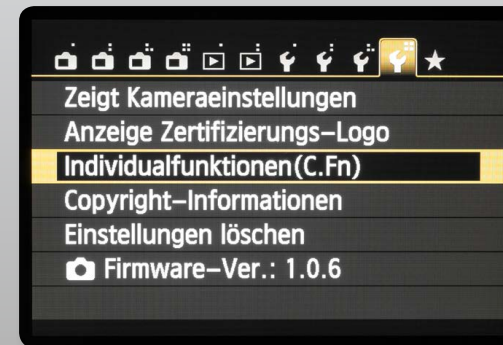 Zeigt Kameraeinstellungen
Anzeige Zertifizierungs–Logo
Individualfunktionen(C.Fn)
Copyright–Informationen
Einstellungen löschen
Firmware–Ver.: 1.0.6